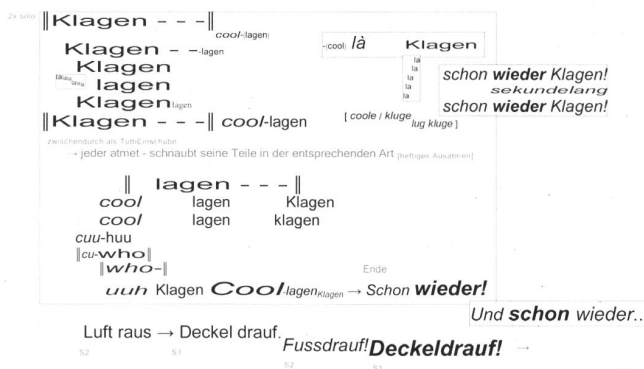 2x solo ‖Klagen - - -‖ cool-(lagen)
Klagen - - -lagen
-(cool) là Klagen
Klagen
la
la
la
la
la
lauuu lagen
Klagen lagen
schon wieder Klagen!
sekundelang
schon wieder Klagen!
‖Klagen - - -‖ cool-lagen
[ coole / kluge lug kluge ]
zwischendurch als TuttiEinschübe
→ jeder atmet - schnaubt seine Teile in der entsprechenden Art [heftiges Ausatmen]
‖ lagen - - -‖
cool lagen Klagen
cool lagen klagen
cuu-huu
‖cu-who‖
‖who-‖
Ende
uuh Klagen Cool-lagen Klagen → Schon wieder!
Und schon wieder..
Luft raus → Deckel drauf. Fussdrauf! Deckeldrauf! →
S2 S1
S2 S1